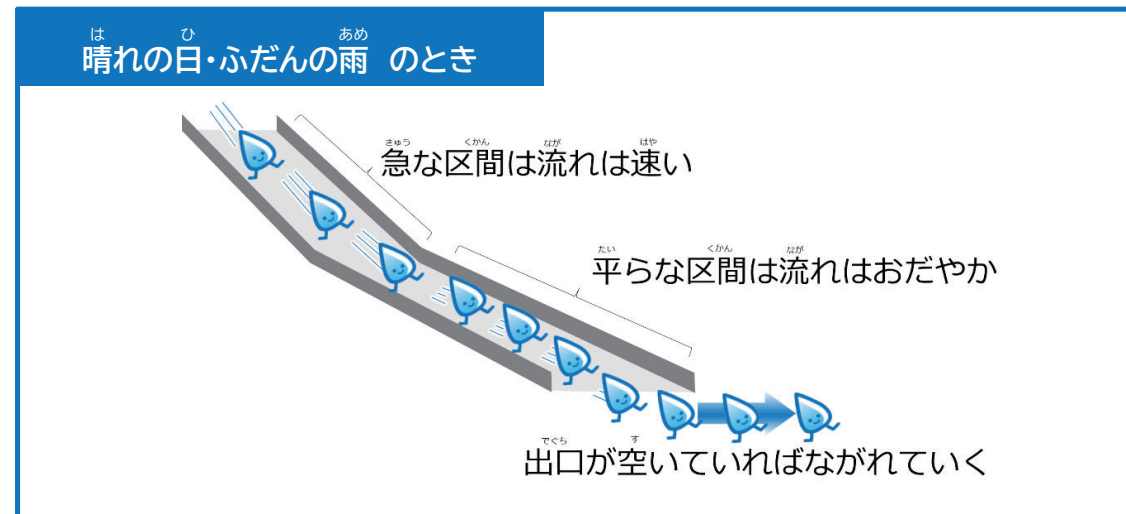 は ひ あめ
晴れの日・ふだんの雨 のとき
きゅう くかん なが はや
急な区間は流れは速い
たい くかん なが
平らな区間は流れはおだやか
でぐち す
出口が空いていればながれていく